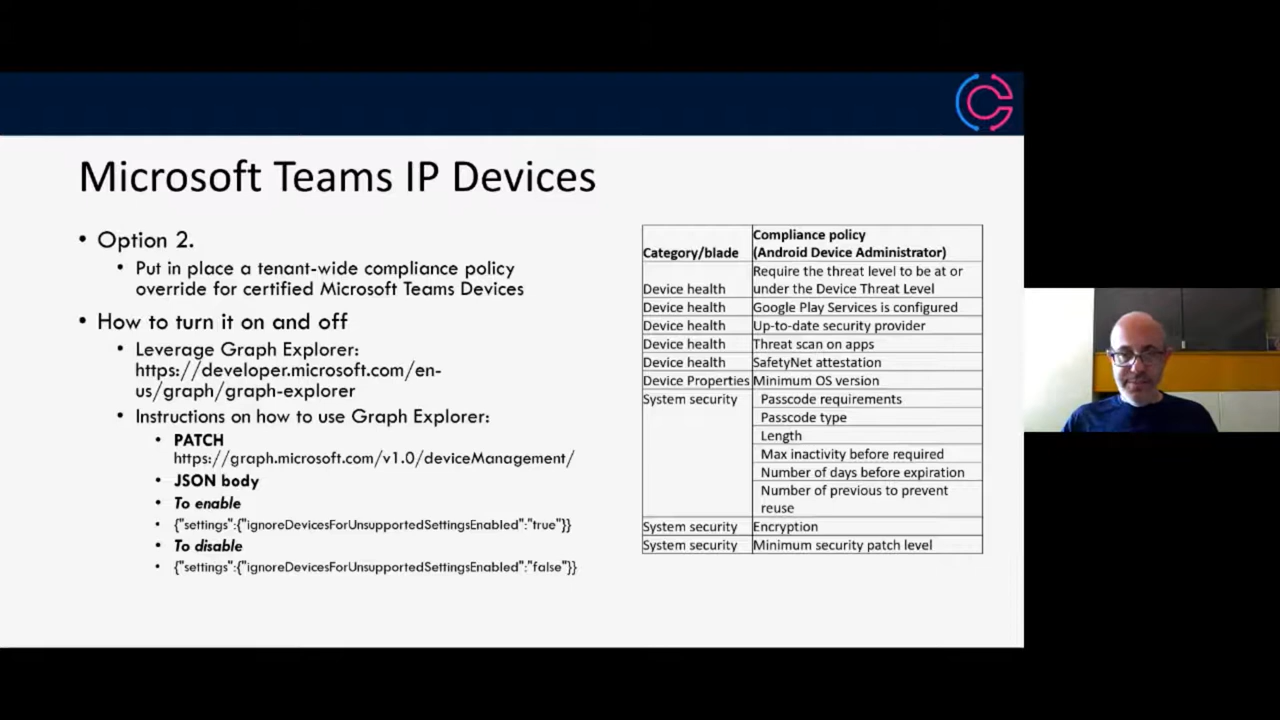 Microsoft Teams IP Devices
• Option 2.
• Put in place a tenant-wide compliance policy
override for certified Microsoft Teams Devices
• How to turn it on and off
• Leverage Graph Explorer:
https://developer.microsoft.com/en-
us/graph/graph-explorer
• Instructions on how to use Graph Explorer:
• PATCH
https://graph.microsoft.com/v1.0/deviceManagement/
• JSON body
• To enable
• {"settings":{"ignoreDevicesForUnsupportedSettingsEnabled":"true"}}
• To disable
• {"settings":{"ignoreDevicesForUnsupportedSettingsEnabled":"false"}}
Category/blade
Compliance policy
(Android Device Administrator)
Device health
Require the threat level to be at or
under the Device Threat Level
Device health Google Play Services is configured
Device health Up-to-date security provider
Device health Threat scan on apps
Device health SafetyNet attestation
Device Properties Minimum OS version
System security Passcode requirements
Passcode type
Length
Max inactivity before required
Number of days before expiration
Number of previous to prevent
reuse
System security Encryption
System security Minimum security patch level